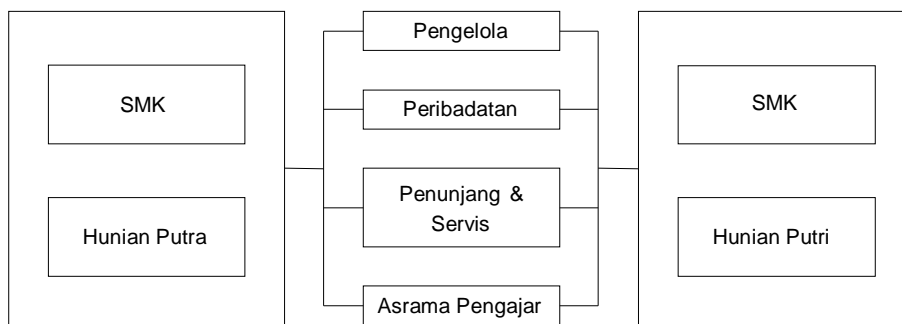 Pengelola
SMK
Peribadatan
SMK
Penunjang & Servis
Hunian Putra
Hunian Putri
Asrama Pengajar